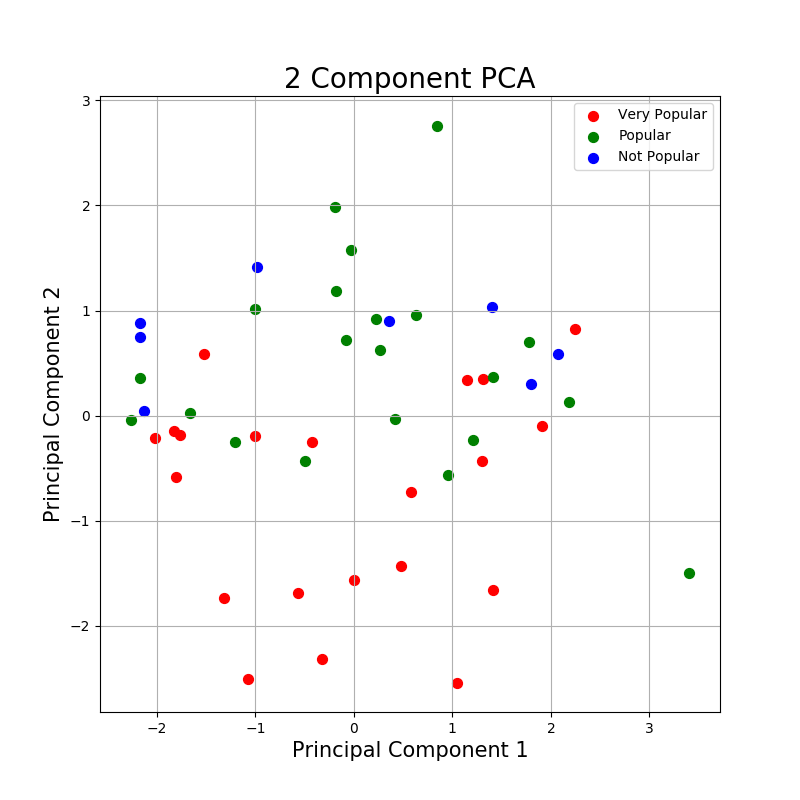 2 Component PCA
Very Popular
Popular
Not Popular
Principal Component 2
3
2
1
0
−1
−2
−2
−1
0
1
2
3
Principal Component 1